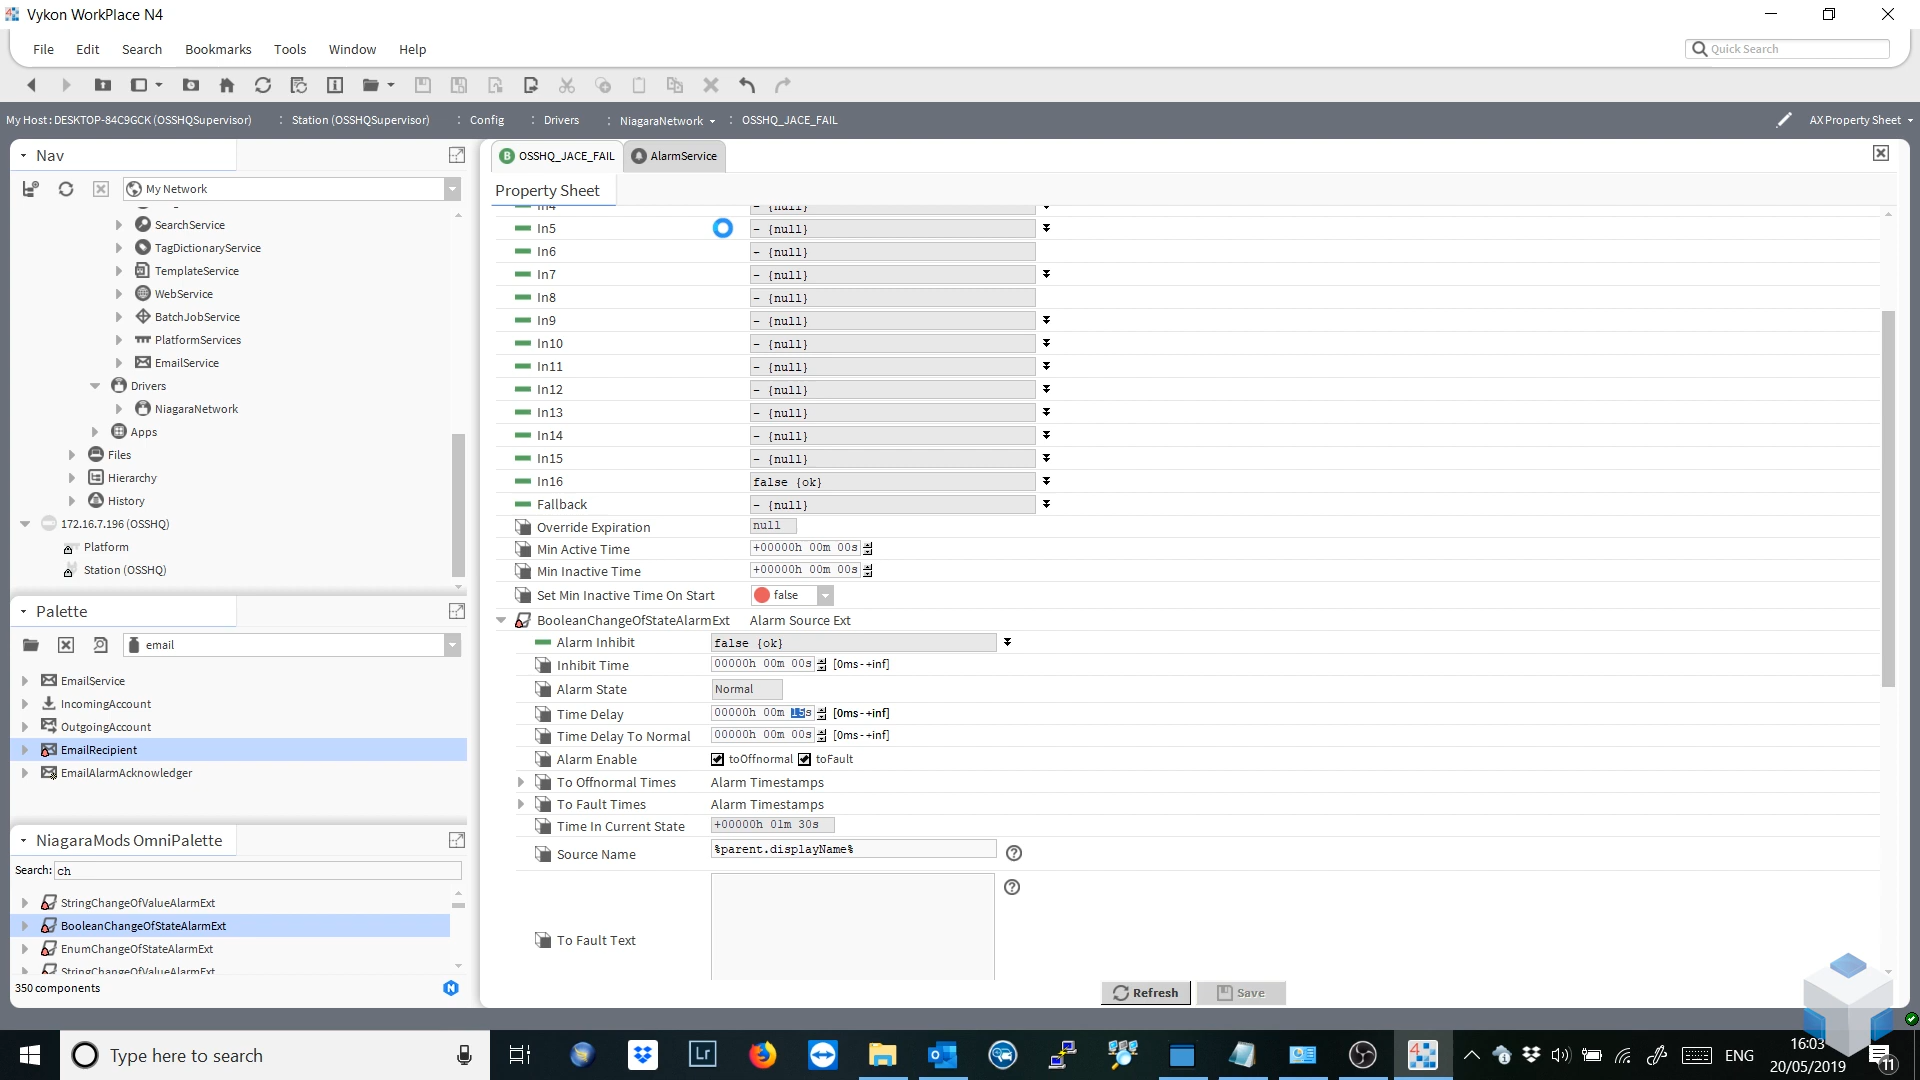 Vykon WorkPlace N4
File Edit Search Bookmarks Tools Window Help
Quick Search
My Host : DESKTOP-84C9GCK (OSSHQSupervisor) : Station (OSSHQSupervisor) : Config : Drivers : NiagaraNetwork : OSSHQ_JACE_FAIL
AX Property Sheet
Nav
My Network
SearchService
TagDictionaryService
TemplateService
WebService
BatchJobService
PlatformServices
EmailService
Drivers
NiagaraNetwork
Apps
Files
Hierarchy
History
172.16.7.196 (OSSHQ)
Platform
Station (OSSHQ)
Palette
email
EmailService
IncomingAccount
OutgoingAccount
EmailRecipient
EmailAlarmAcknowledger
NiagaraMods OmniPalette
Search: ch
StringChangeOfValueAlarmExt
BooleanChangeOfStateAlarmExt
EnumChangeOfStateAlarmExt
StringChangeOfValueAlarmExt
350 components
N
B OSSHQ_JACE_FAIL AlarmService
Property Sheet
In4 - {null}
In5 - {null}
In6 - {null}
In7 - {null}
In8 - {null}
In9 - {null}
In10 - {null}
In11 - {null}
In12 - {null}
In13 - {null}
In14 - {null}
In15 - {null}
In16 false {ok}
Fallback - {null}
Override Expiration null
Min Active Time +00000h 00m 00s
Min Inactive Time +00000h 00m 00s
Set Min Inactive Time On Start false
BooleanChangeOfStateAlarmExt Alarm Source Ext
Alarm Inhibit false {ok}
Inhibit Time 00000h 00m 00s [0ms - +inf]
Alarm State Normal
Time Delay 00000h 00m 15s [0ms - +inf]
Time Delay To Normal 00000h 00m 00s [0ms - +inf]
Alarm Enable toOffnormal toFault
To Offnormal Times Alarm Timestamps
To Fault Times Alarm Timestamps
Time In Current State +00000h 01m 30s
Source Name %parent.displayName%
To Fault Text
Refresh Save
Type here to search
Lr
ENG
16:03
20/05/2019
11